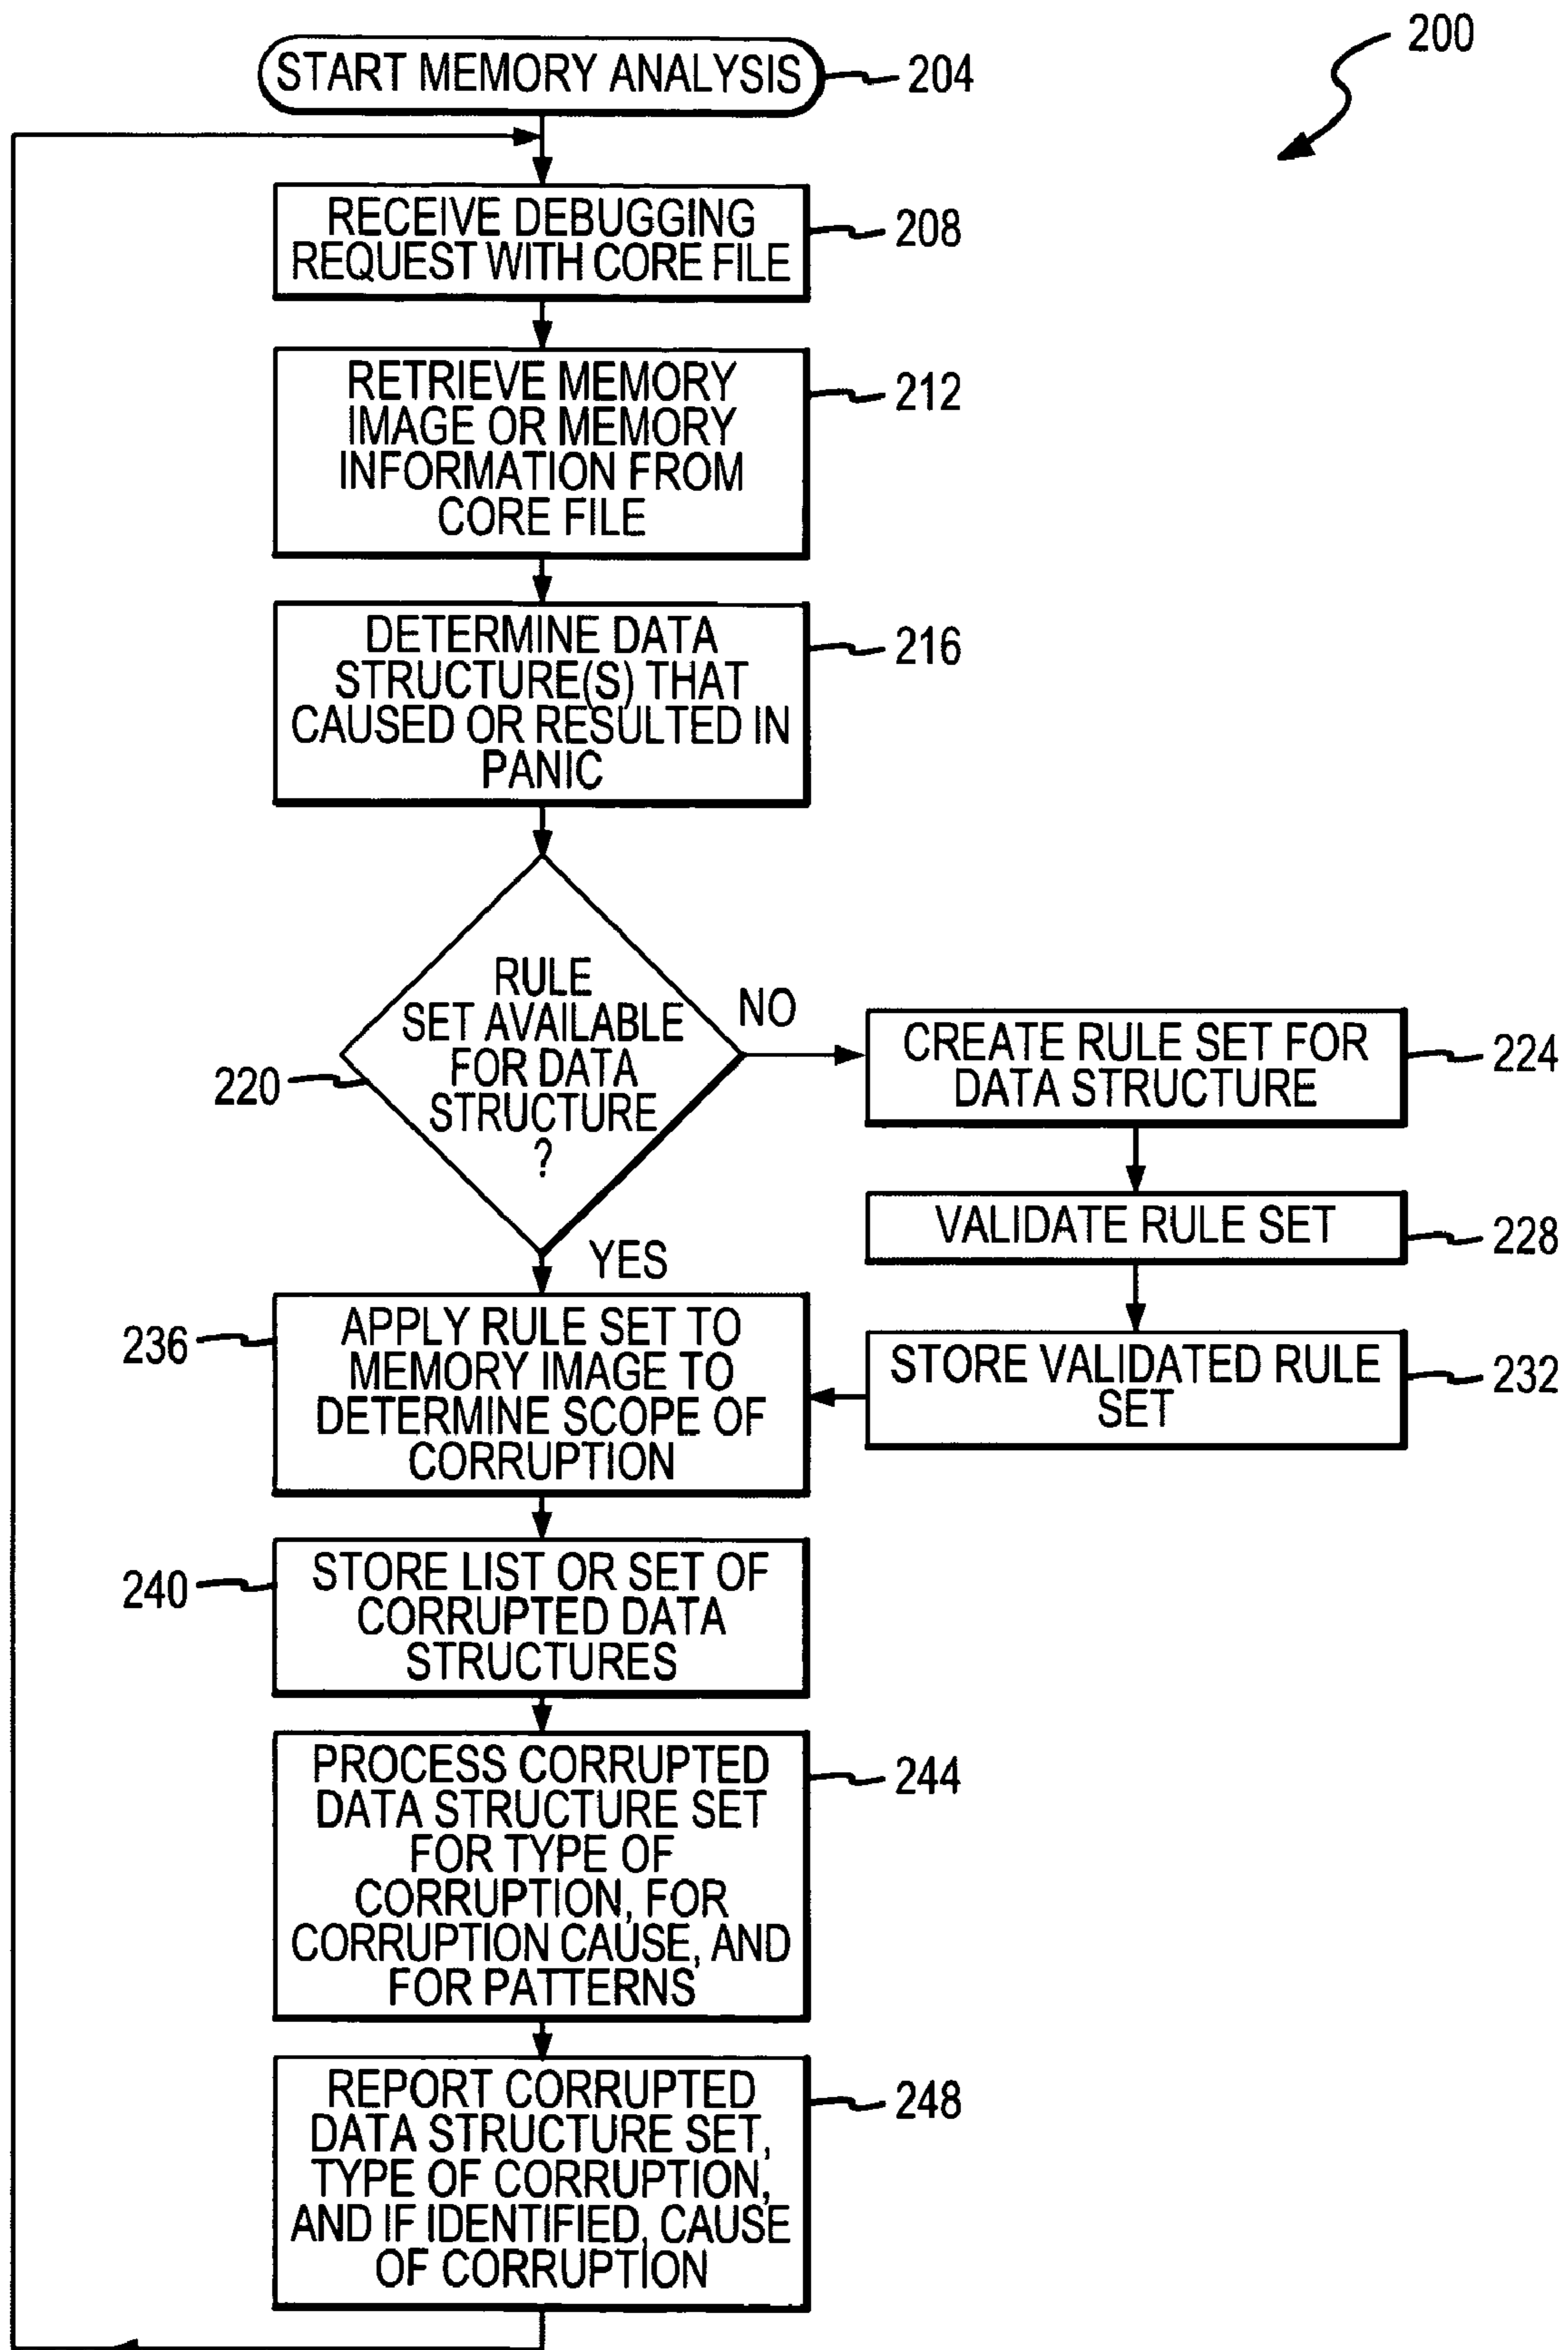 200
START MEMORY ANALYSIS
204
RECEIVE DEBUGGING
REQUEST WITH CORE FILE
208
RETRIEVE MEMORY
IMAGE OR MEMORY
INFORMATION FROM
CORE FILE
212
DETERMINE DATA
STRUCTURE(S) THAT
CAUSED OR RESULTED IN
PANIC
216
RULE
SET AVAILABLE
FOR DATA
STRUCTURE
?
220
NO
CREATE RULE SET FOR
DATA STRUCTURE
224
VALIDATE RULE SET
228
STORE VALIDATED RULE
SET
232
YES
236
APPLY RULE SET TO
MEMORY IMAGE TO
DETERMINE SCOPE OF
CORRUPTION
240
STORE LIST OR SET OF
CORRUPTED DATA
STRUCTURES
PROCESS CORRUPTED
DATA STRUCTURE SET
FOR TYPE OF
CORRUPTION, FOR
CORRUPTION CAUSE, AND
FOR PATTERNS
244
REPORT CORRUPTED
DATA STRUCTURE SET,
TYPE OF CORRUPTION,
AND IF IDENTIFIED, CAUSE
OF CORRUPTION
248